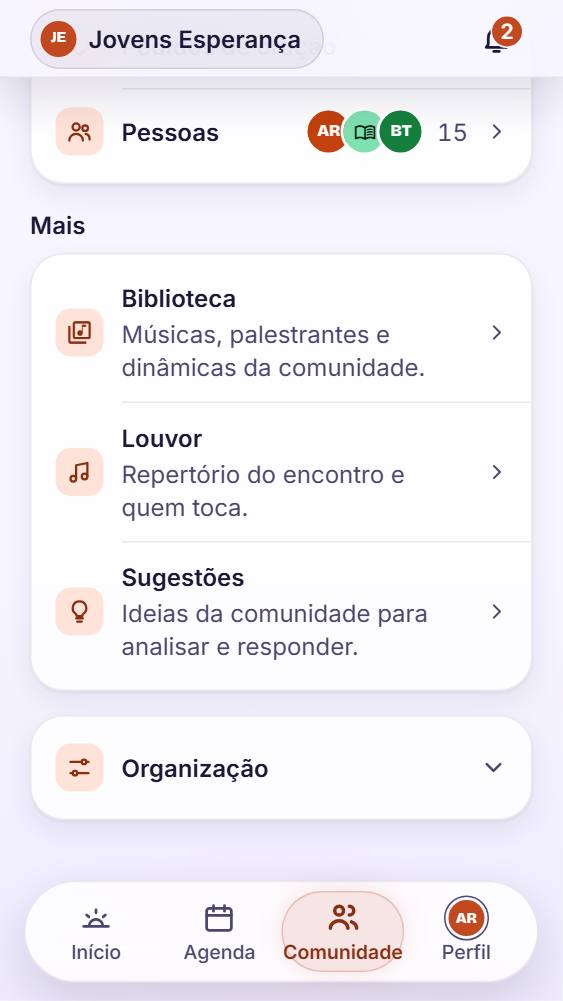 JE Jovens Esperança 2
Pessoas AR BT 15
Mais
Biblioteca
Músicas, palestrantes e
dinâmicas da comunidade.
Louvor
Repertório do encontro e
quem toca.
Sugestões
Ideias da comunidade para
analisar e responder.
Organização
AR
Início Agenda Comunidade Perfil